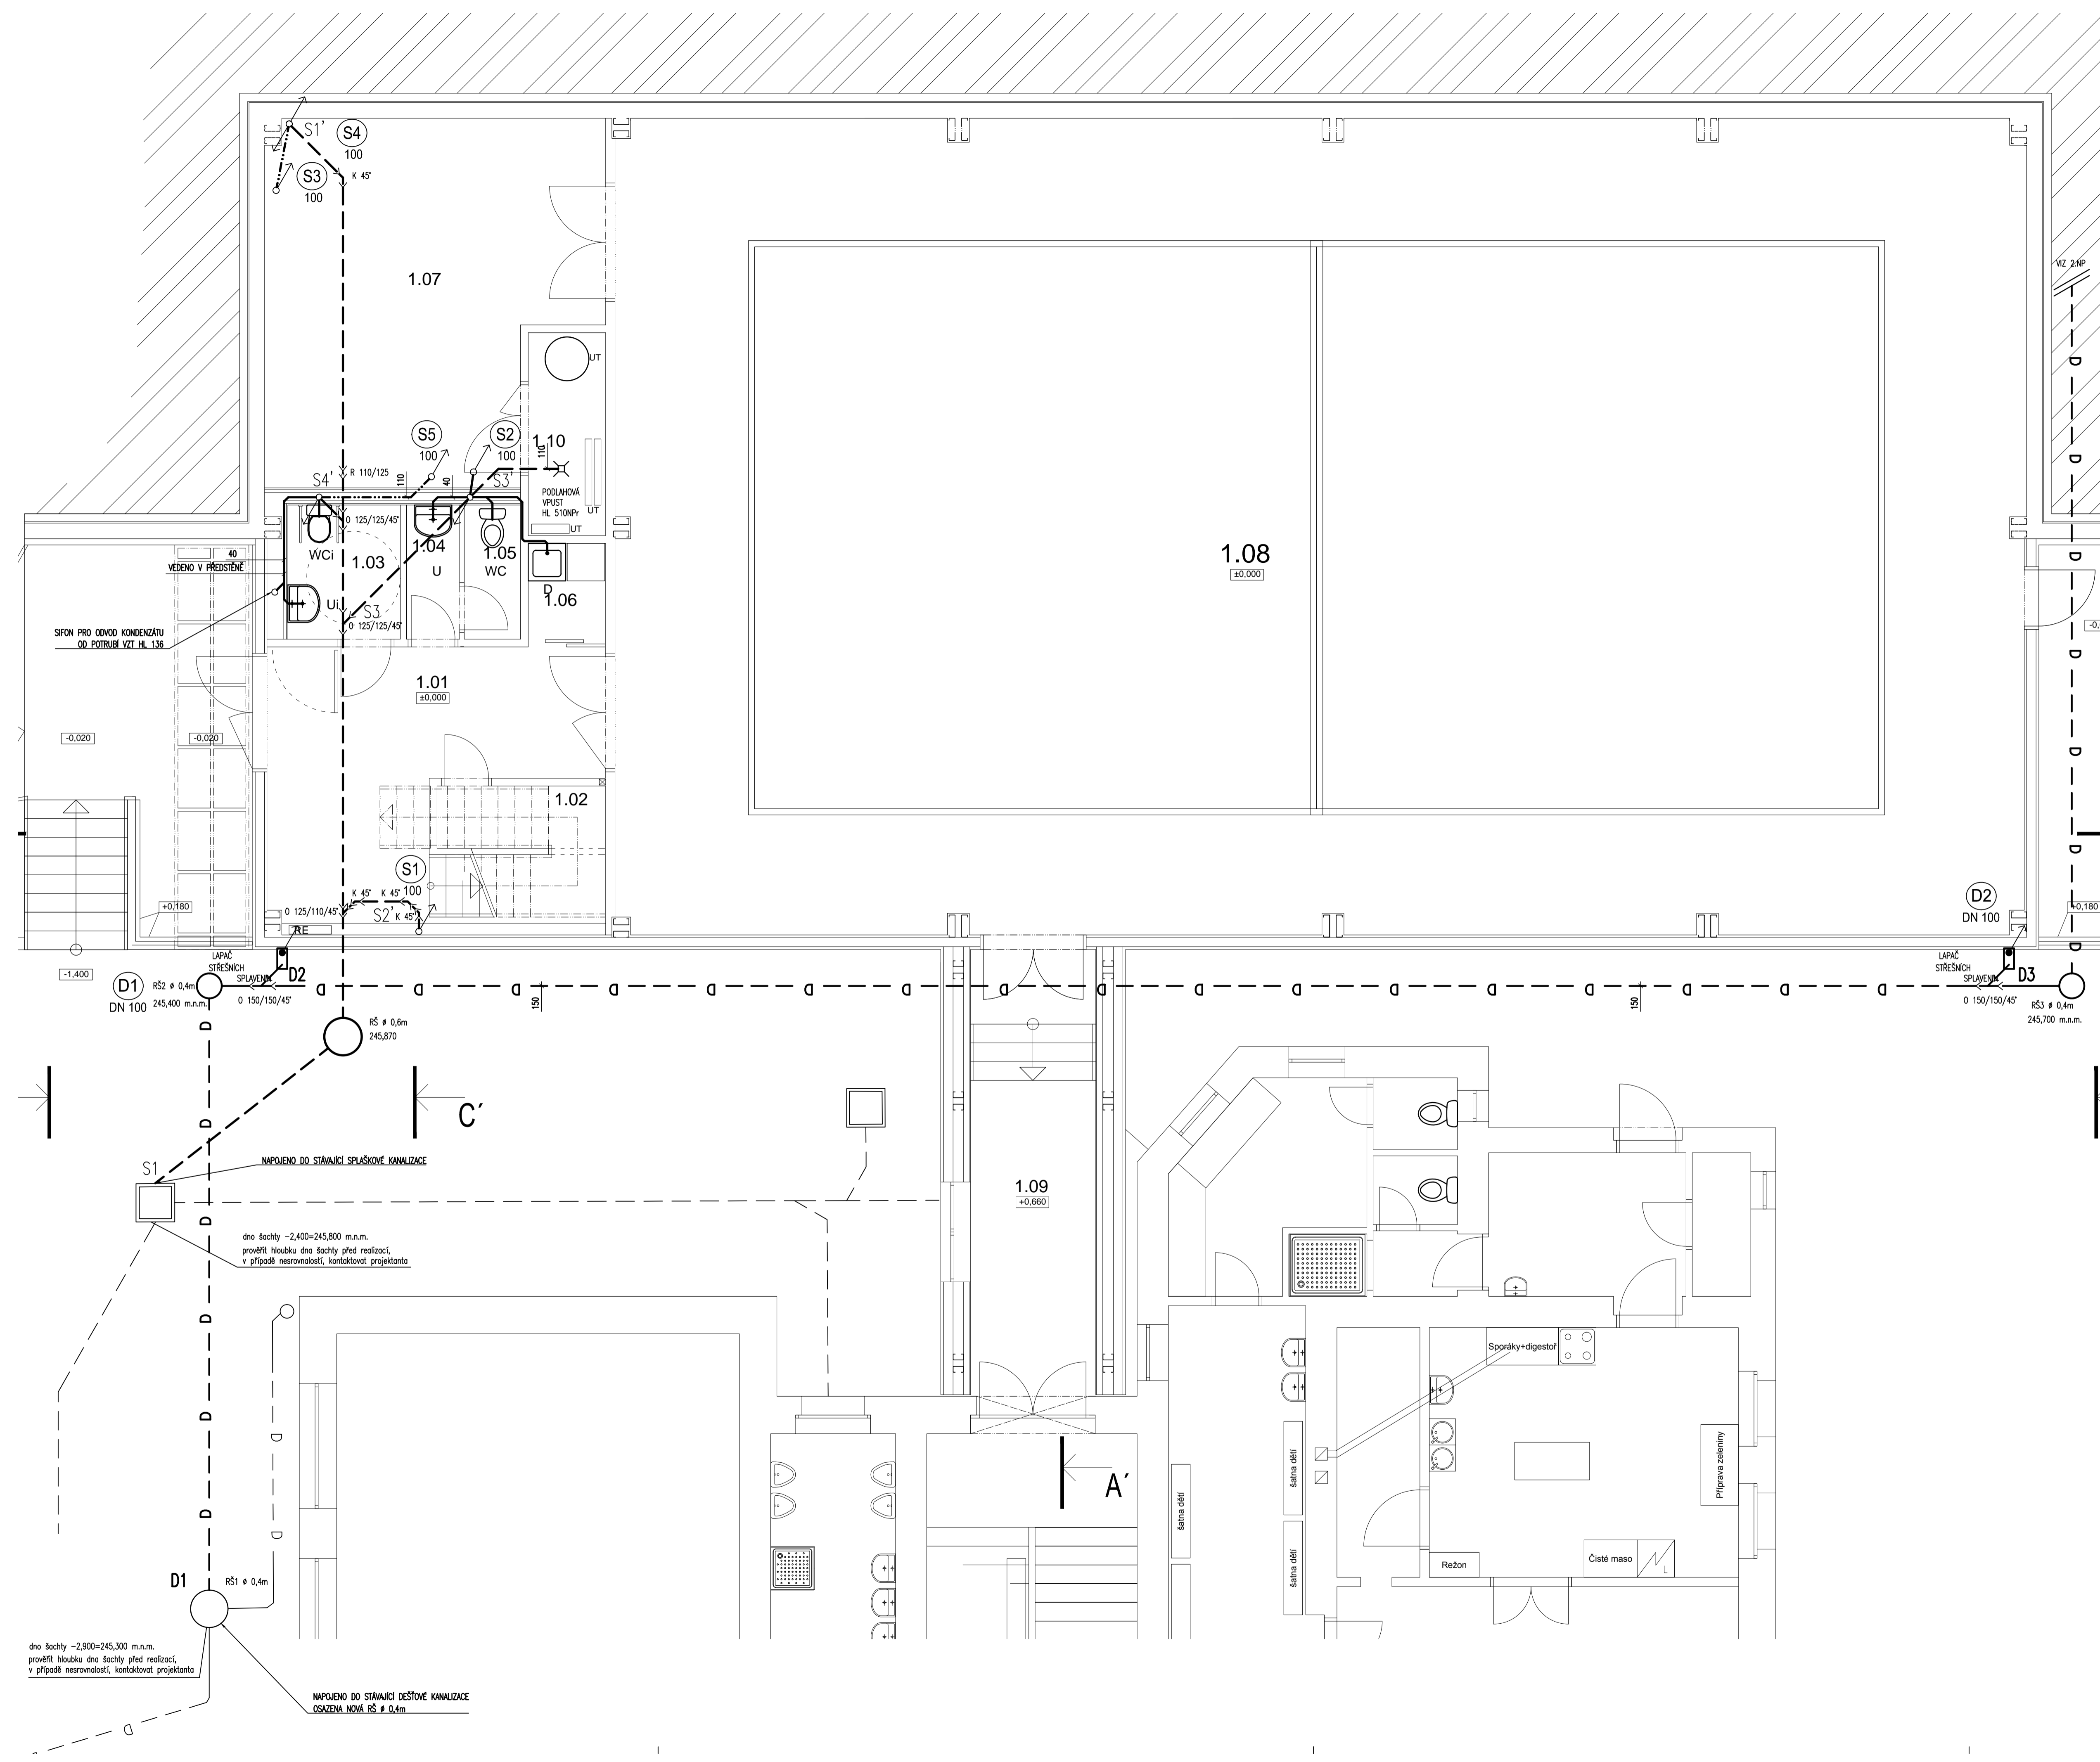 S1'
S4
100
S3
100
K 45°
1.07
UT
VIZ 2.NP
D
D
D
D
D
D
D
S5
100
S2
100
1.10
110
S4'
R 110/125
110
40
S3'
PODLAHOVÁ
VPUST
HL 510NPr
UT
UT
O 125/125/45°
WCi
1.03
1.04
U
1.05
WC
40
VEDENO V PŘEDSTĚNĚ
D
1.06
Ui
S3
O 125/125/45°
SIFON PRO ODVOD KONDENZÁTU
OD POTRUBÍ VZT HL 136
1.08
±0,000
1.01
±0,000
-0,020
-0,020
1.02
S1
100
K 45°
K 45°
O 125/110/45°
S2'
K 45°
+0,180
RE
D2
DN 100
+0,180
-1,400
LAPAČ
STŘEŠNÍCH
SPLAVENIN
D2
D1
DN 100
RŠ2 ø 0,4m
245,400 m.n.m.
O 150/150/45°
D D D D D D D D D D D D D D D D D
150
150
LAPAČ
STŘEŠNÍCH
SPLAVENIN
D3
O 150/150/45°
RŠ3 ø 0,4m
245,700 m.n.m.
RŠ ø 0,6m
245,870
C´
S1
NAPOJENO DO STÁVAJÍCÍ SPLAŠKOVÉ KANALIZACE
D
D
D
D
D
D
1.09
+0,660
dno šachty -2,400=245,800 m.n.m.
prověřit hloubku dna šachty před realizací,
v případě nesrovnalostí, kontaktovat projektanta
D
D
Sporáky+digestoř
šatna dětí
šatna dětí
šatna dětí
Příprava zeleniny
A´
Režon
Čisté maso
L
D1
RŠ1 ø 0,4m
dno šachty -2,900=245,300 m.n.m.
prověřit hloubku dna šachty před realizací,
v případě nesrovnalostí, kontaktovat projektanta
NAPOJENO DO STÁVAJÍCÍ DEŠŤOVÉ KANALIZACE
OSAZENA NOVÁ RŠ ø 0,4m
D